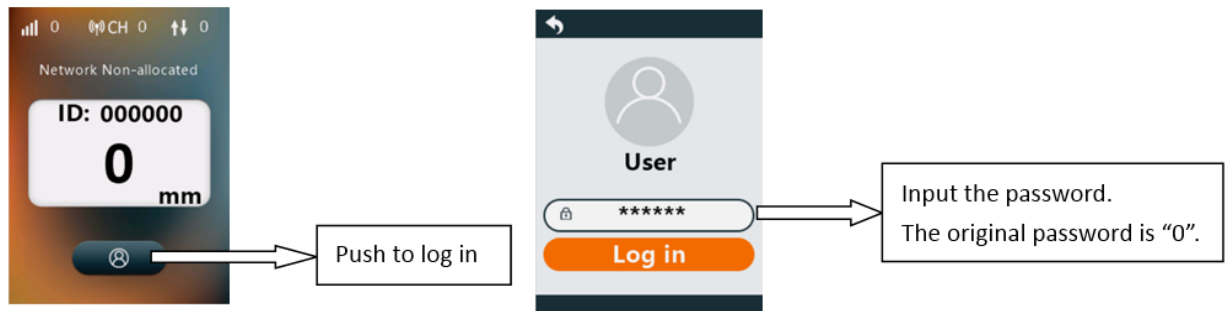 0 CH 0 0
Network Non-allocated
ID: 000000
0
mm
Push to log in
User
******
Log in
Input the password.
The original password is “0”.